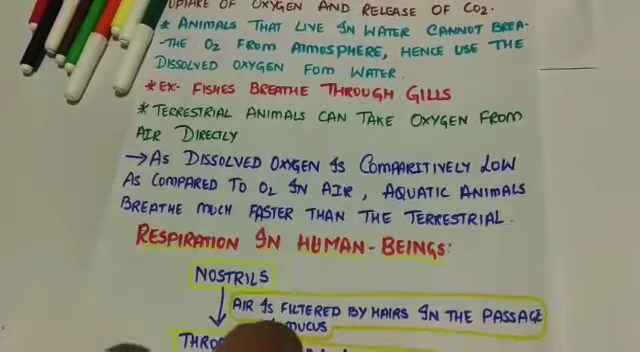 UPTAKE OF OXYGEN AND RELEASE OF CO2.
* ANIMALS THAT LIVE IN WATER CANNOT BREA-
-THE O2 FROM ATMOSPHERE, HENCE USE THE
DISSOLVED OXYGEN FOM WATER.
* EX- FISHES BREATHE THROUGH GILLS
* TERRESTRIAL ANIMALS CAN TAKE OXYGEN FROM
AIR DIRECTLY
→ AS DISSOLVED OXYGEN IS COMPARITIVELY LOW
AS COMPARED TO O2 IN AIR, AQUATIC ANIMALS
BREATHE MUCH FASTER THAN THE TERRESTRIAL.
RESPIRATION IN HUMAN-BEINGS:
NOSTRILS
AIR IS FILTERED BY HAIRS IN THE PASSAGE
MUCUS